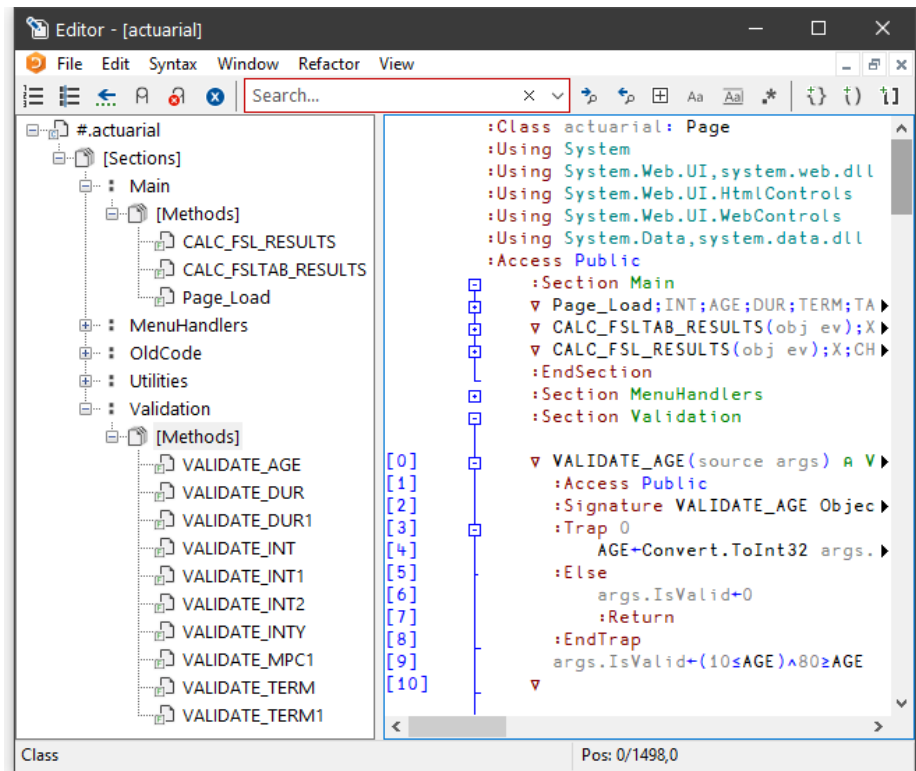 Editor - [actuarial]
File Edit Syntax Window Refactor View
Search...
Aa Aa .* {} ) ]
#.actuarial
[Sections]
Main
[Methods]
CALC_FSL_RESULTS
CALC_FSLTAB_RESULTS
Page_Load
MenuHandlers
OldCode
Utilities
Validation
[Methods]
VALIDATE_AGE
VALIDATE_DUR
VALIDATE_DUR1
VALIDATE_INT
VALIDATE_INT1
VALIDATE_INT2
VALIDATE_INTY
VALIDATE_MPC1
VALIDATE_TERM
VALIDATE_TERM1
:Class actuarial: Page
:Using System
:Using System.Web.UI,system.web.dll
:Using System.Web.UI.HtmlControls
:Using System.Web.UI.WebControls
:Using System.Data,system.data.dll
:Access Public
:Section Main
∇ Page_Load;INT;AGE;DUR;TERM;TA
∇ CALC_FSLTAB_RESULTS(obj ev);X
∇ CALC_FSL_RESULTS(obj ev);X;CH
:EndSection
:Section MenuHandlers
:Section Validation
[0] ∇ VALIDATE_AGE(source args) ⍝ V
[1] :Access Public
[2] :Signature VALIDATE_AGE Objec
[3] :Trap 0
[4] AGE←Convert.ToInt32 args.
[5] :Else
[6] args.IsValid←0
[7] :Return
[8] :EndTrap
[9] args.IsValid←(10≤AGE)∧80≥AGE
[10] ∇
Class
Pos: 0/1498,0